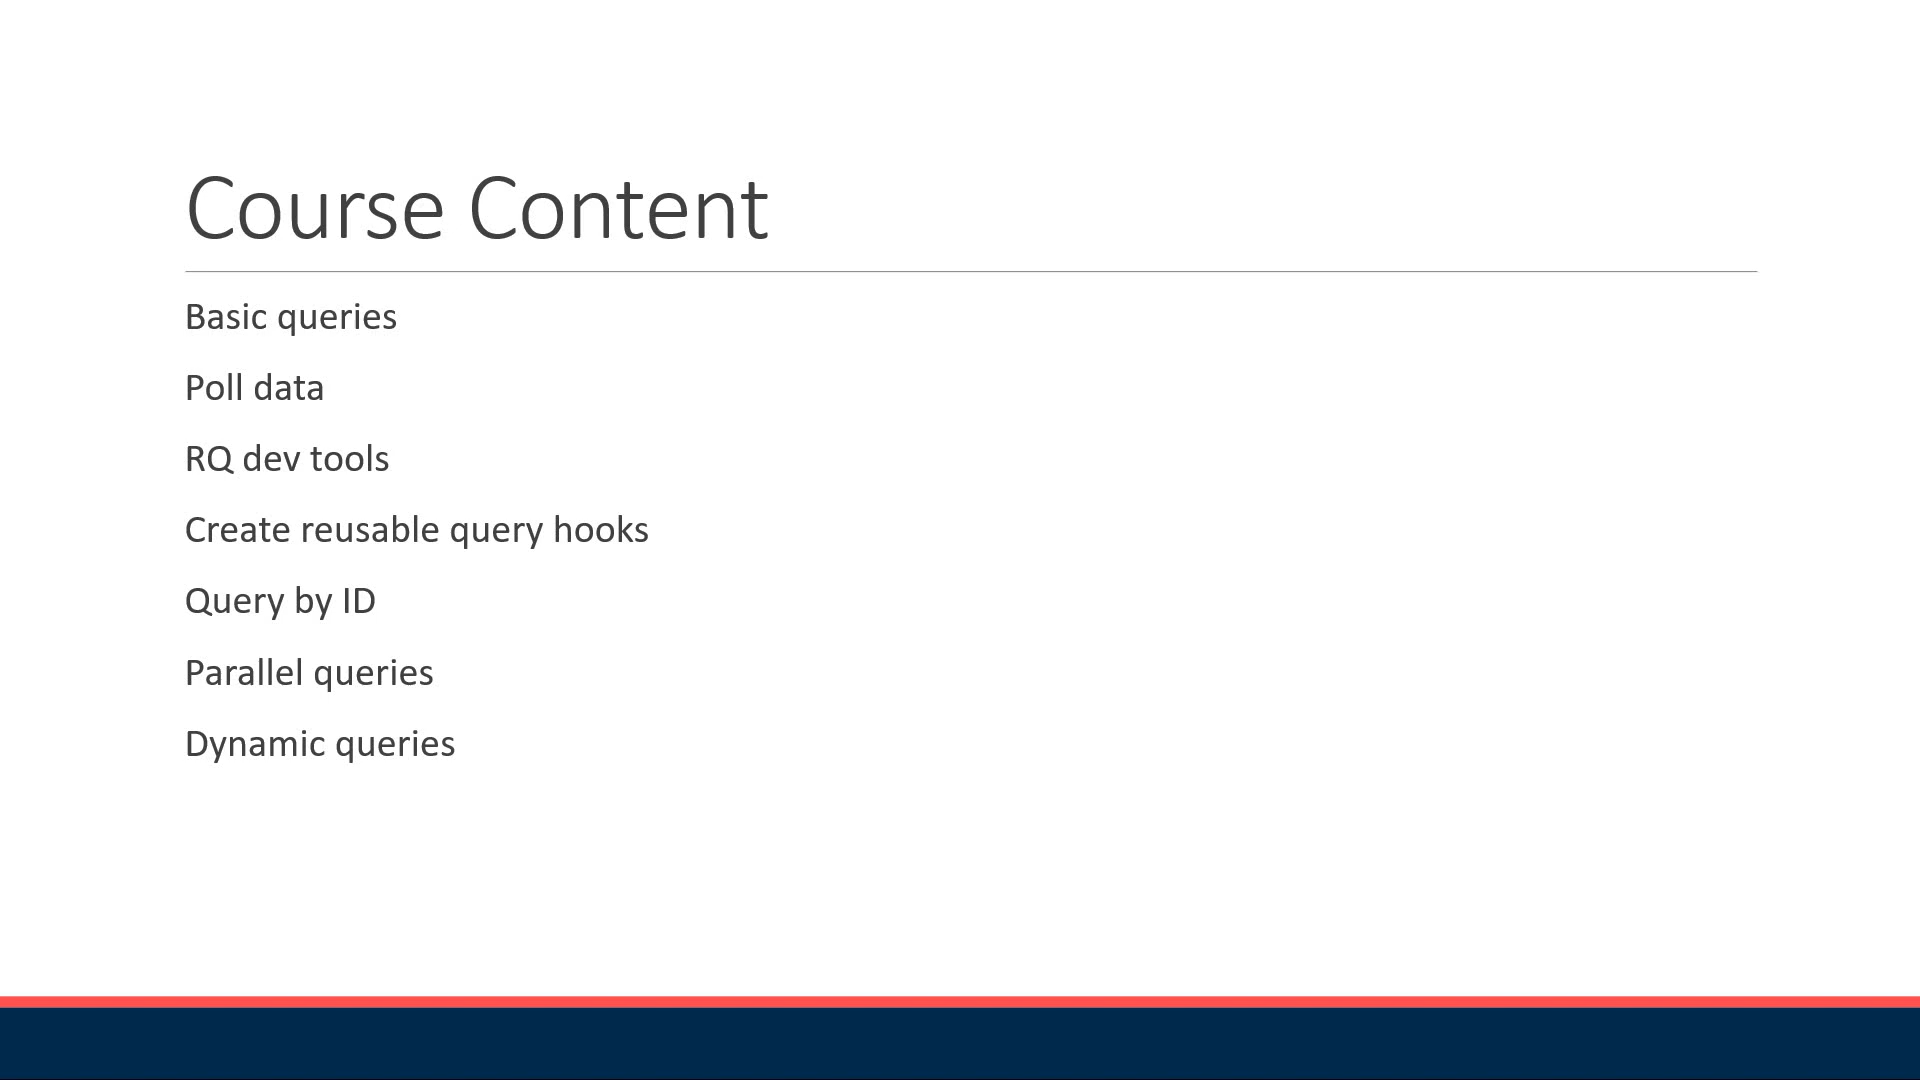 Course Content
Basic queries
Poll data
RQ dev tools
Create reusable query hooks
Query by ID
Parallel queries
Dynamic queries